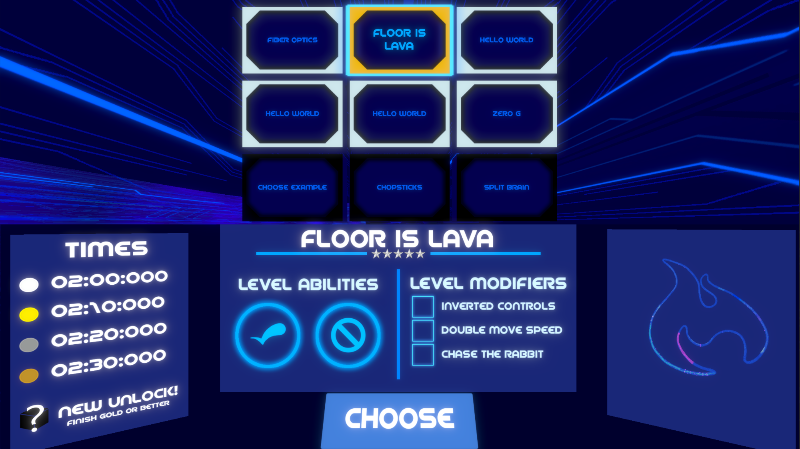 FIBER OPTICS
FLOOR IS
LAVA
HELLO WORLD
HELLO WORLD
HELLO WORLD
ZERO G
CHOOSE EXAMPLE
CHOPSTICKS
SPLIT BRAIN
TIMES
02:00:000
02:10:000
02:20:000
02:30:000
NEW UNLOCK!
FINISH GOLD OR BETTER
?
FLOOR IS LAVA
LEVEL ABILITIES
LEVEL MODIFIERS
INVERTED CONTROLS
DOUBLE MOVE SPEED
CHASE THE RABBIT
CHOOSE